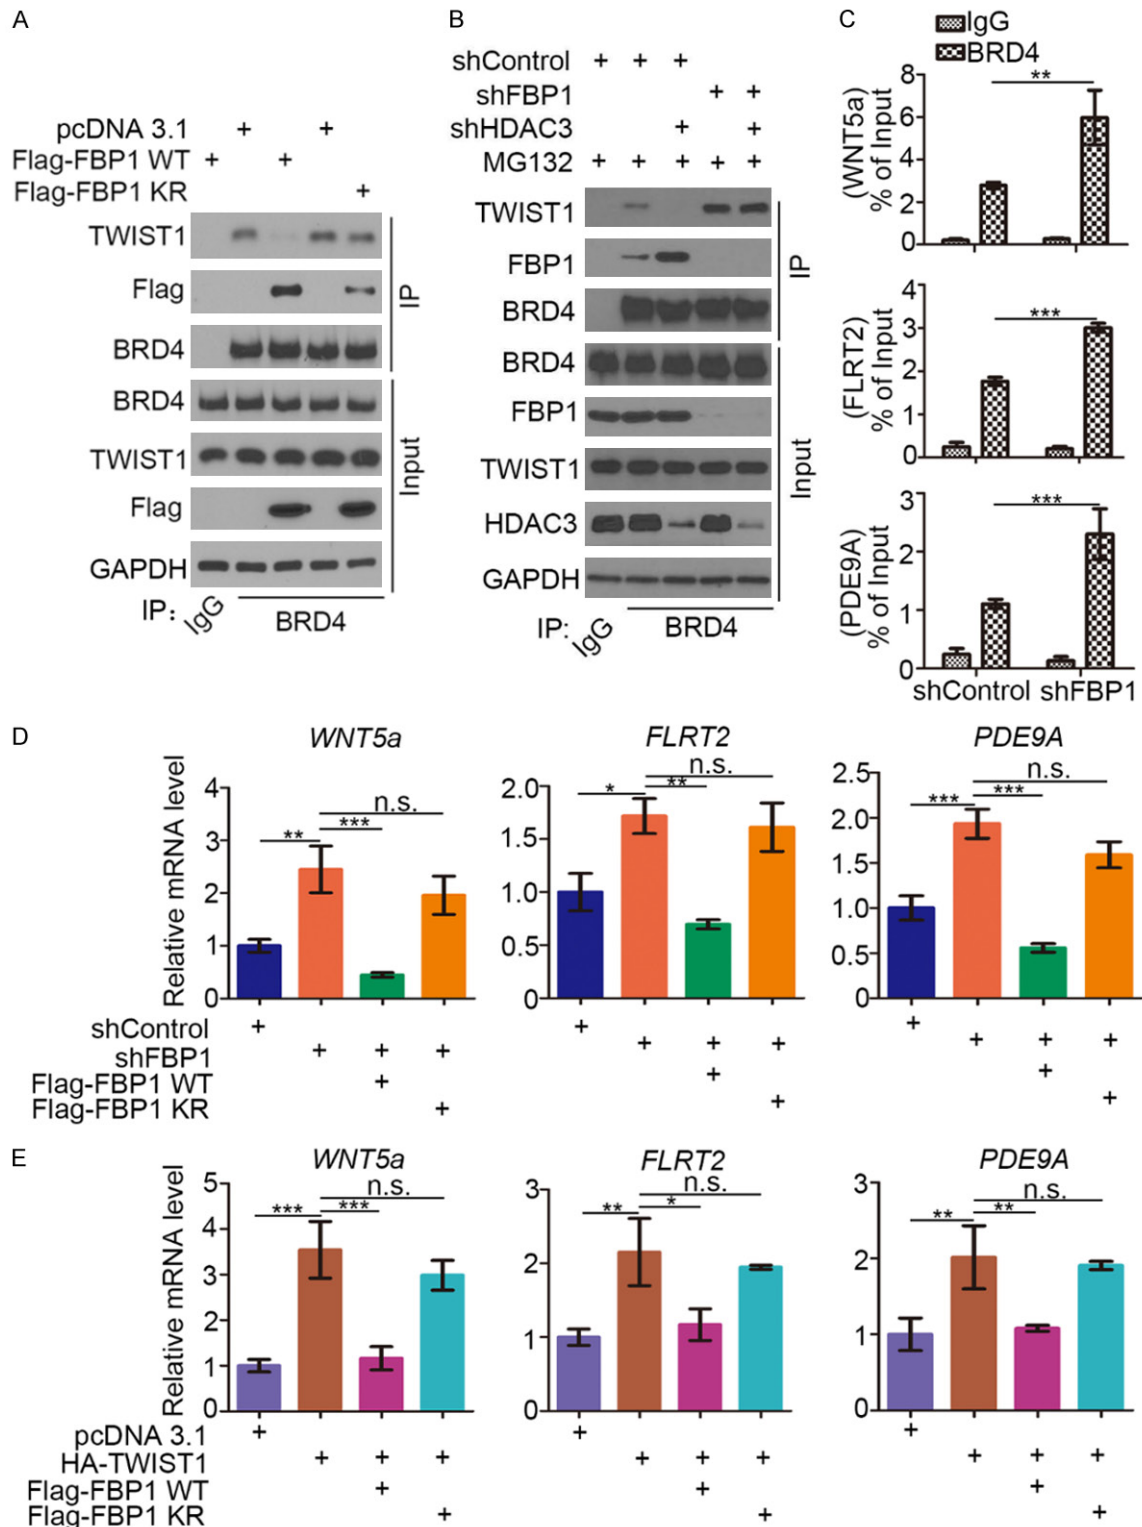 A
pcDNA 3.1 + +
Flag-FBP1 WT + +
Flag-FBP1 KR +
TWIST1
Flag
BRD4
IP
BRD4
TWIST1
Flag
GAPDH
Input
IP: IgG BRD4
B
shControl + + +
shFBP1 + +
shHDAC3 + +
MG132 + + + + +
TWIST1
FBP1
BRD4
IP
BRD4
FBP1
TWIST1
HDAC3
GAPDH
Input
IP: IgG BRD4
C
IgG
BRD4
(WNT5a)
% of Input
8
6
4
2
0
**
(FLRT2)
% of Input
4
3
2
1
0
***
(PDE9A)
% of Input
3
2
1
0
***
shControl shFBP1
D
WNT5a
Relative mRNA level
4
3
2
1
0
** *** n.s.
FLRT2
2.0
1.5
1.0
0.5
0
* ** n.s.
PDE9A
2.5
2.0
1.5
1.0
0.5
0
*** *** n.s.
shControl + + +
shFBP1 + + + + + + + + +
Flag-FBP1 WT + + +
Flag-FBP1 KR + + +
E
WNT5a
Relative mRNA level
5
4
3
2
1
0
*** *** n.s.
FLRT2
3
2
1
0
** * n.s.
PDE9A
3
2
1
0
** ** n.s.
pcDNA 3.1 + + +
HA-TWIST1 + + + + + + + + +
Flag-FBP1 WT + + +
Flag-FBP1 KR + + +